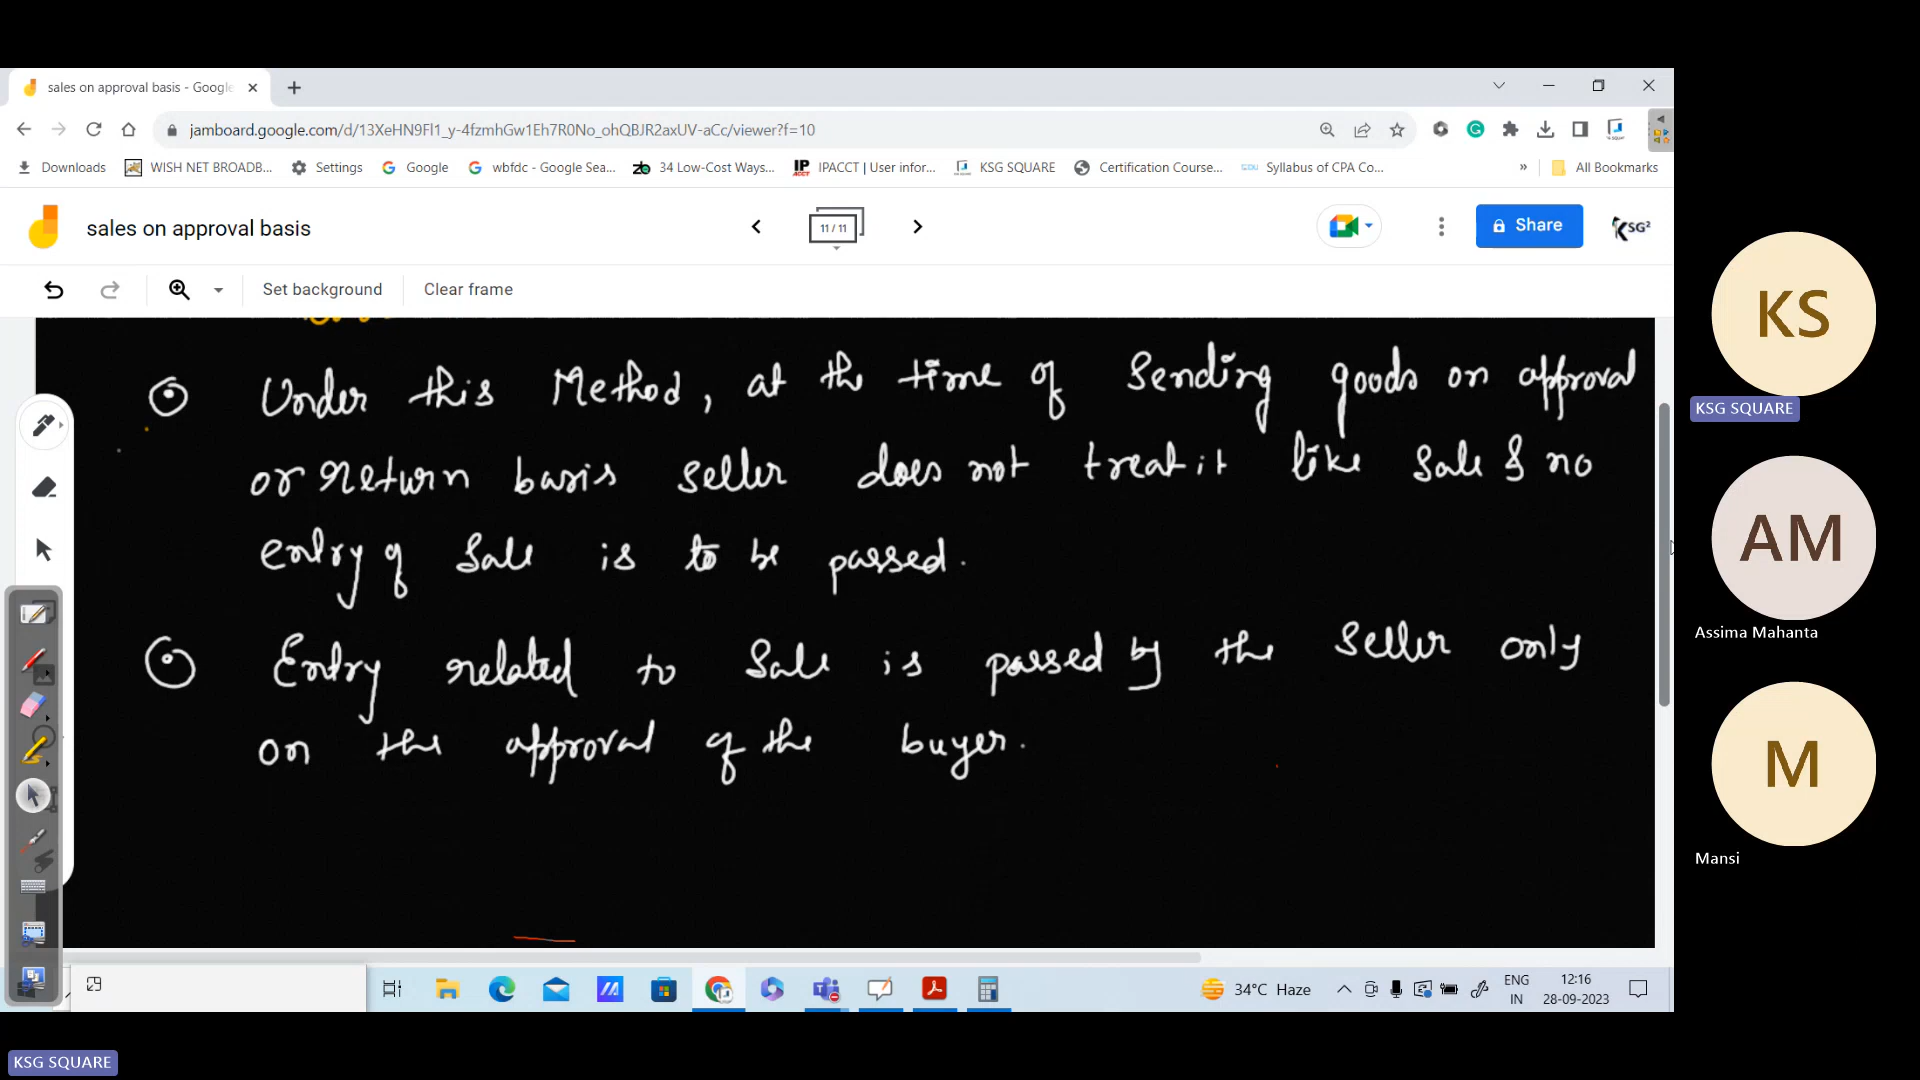 sales on approval basis - Google
jamboard.google.com/d/13XeHN9Fl1_y-4fzmhGw1Eh7R0No_ohQBJR2axUV-aCc/viewer?f=10
Downloads WISH NET BROADB... Settings Google wbfdc - Google Sea... 34 Low-Cost Ways... IPACCT | User infor... KSG SQUARE Certification Course... Syllabus of CPA Co... » All Bookmarks
sales on approval basis 11 / 11 Share KSG²
Set background Clear frame
Under this Method, at the time of Sending goods on approval
or return basis seller does not treat it like sale & no
entry of Sale is to be passed.
Entry related to Sale is passed by the Seller only
on the approval of the buyer.
KS
KSG SQUARE
AM
Assima Mahanta
M
Mansi
34°C Haze ENG IN 12:16 28-09-2023
KSG SQUARE